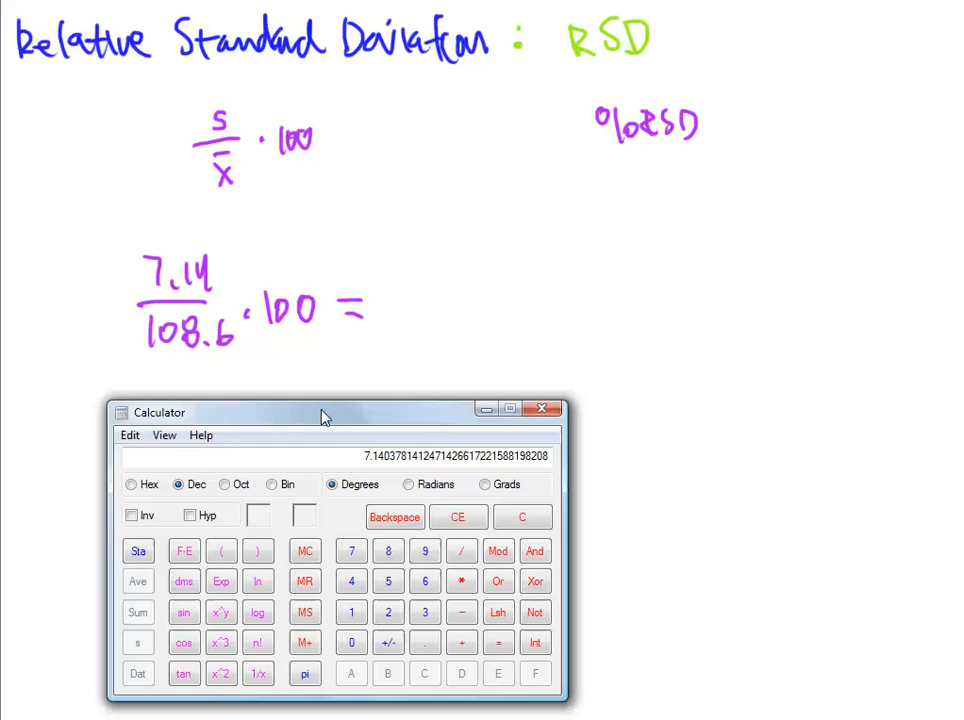 Relative Standard Deviation : RSD
s
x̄ · 100
%RSD
7.14
108.6 · 100 =
Calculator
Edit View Help
7.1403781412471426617221588198208
Hex Dec Oct Bin Degrees Radians Grads
Inv Hyp Backspace CE C
Sta F-E ( ) MC 7 8 9 / Mod And
Ave dms Exp ln MR 4 5 6 * Or Xor
Sum sin x^y log MS 1 2 3 - Lsh Not
s cos x^3 n! M+ 0 +/- . + = Int
Dat tan x^2 1/x pi A B C D E F